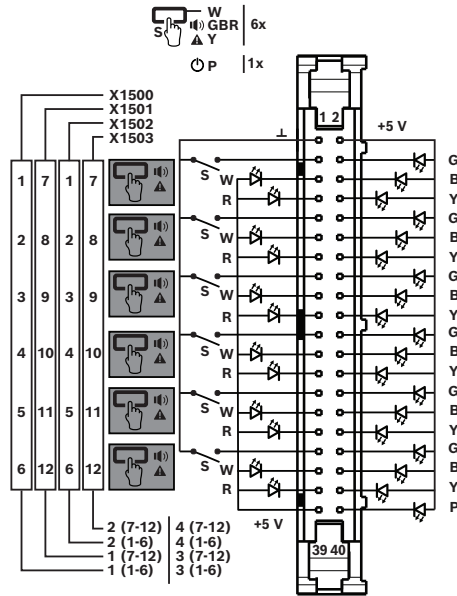 W
S GBR 6x
Y
P 1x
X1500
X1501
X1502
X1503
1 2
+5 V
⊥
1 7 1 7
2 8 2 8
3 9 3 9
4 10 4 10
5 11 5 11
6 12 6 12
S G
W B
R Y
S G
W B
R Y
S G
W B
R Y
S G
W B
R Y
S G
W B
R Y
S G
W B
R Y
P
+5 V
39 40
2 (7-12) 4 (7-12)
2 (1-6) 4 (1-6)
1 (7-12) 3 (7-12)
1 (1-6) 3 (1-6)